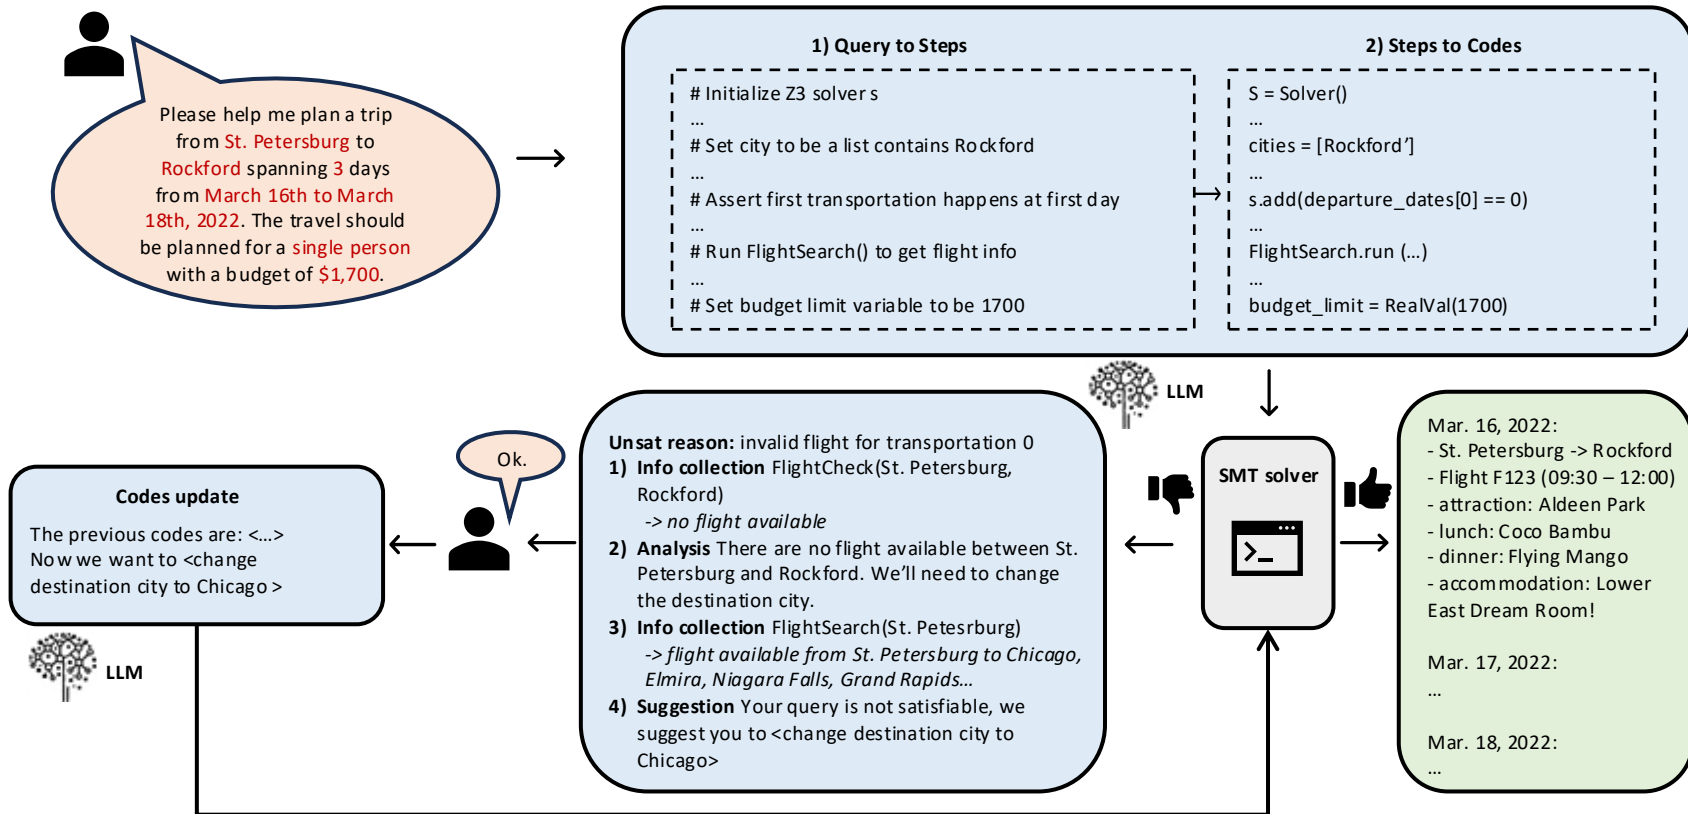 Please help me plan a trip
from St. Petersburg to
Rockford spanning 3 days
from March 16th to March
18th, 2022. The travel should
be planned for a single person
with a budget of $1,700.
1) Query to Steps
# Initialize Z3 solver s
...
# Set city to be a list contains Rockford
...
# Assert first transportation happens at first day
...
# Run FlightSearch() to get flight info
...
# Set budget limit variable to be 1700
2) Steps to Codes
S = Solver()
...
cities = [Rockford’]
...
s.add(departure_dates[0] == 0)
...
FlightSearch.run (...)
...
budget_limit = RealVal(1700)
LLM
SMT solver
Mar. 16, 2022:
- St. Petersburg -> Rockford
- Flight F123 (09:30 – 12:00)
- attraction: Aldeen Park
- lunch: Coco Bambu
- dinner: Flying Mango
- accommodation: Lower
East Dream Room!
Mar. 17, 2022:
...
Mar. 18, 2022:
...
Unsat reason: invalid flight for transportation 0
1) Info collection FlightCheck(St. Petersburg,
Rockford)
-> no flight available
2) Analysis There are no flight available between St.
Petersburg and Rockford. We’ll need to change
the destination city.
3) Info collection FlightSearch(St. Petesrburg)
-> flight available from St. Petersburg to Chicago,
Elmira, Niagara Falls, Grand Rapids...
4) Suggestion Your query is not satisfiable, we
suggest you to <change destination city to
Chicago>
Ok.
Codes update
The previous codes are: <...>
Now we want to <change
destination city to Chicago >
LLM